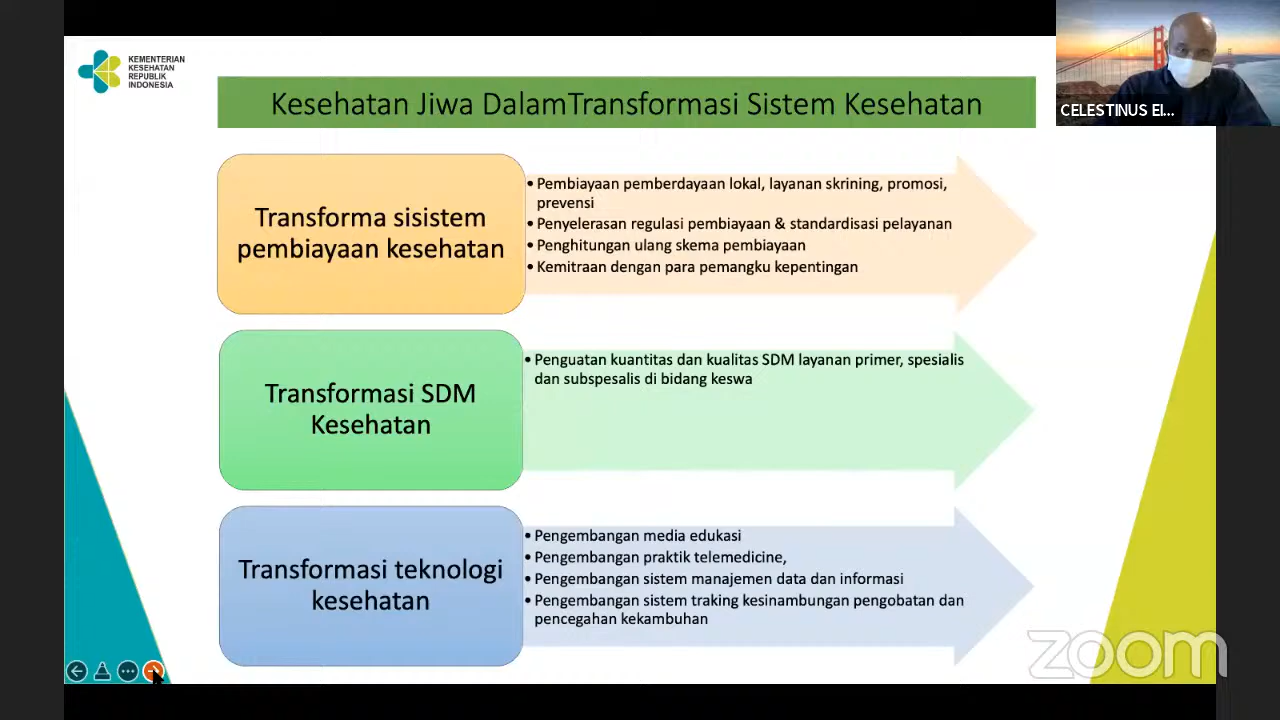 KEMENTERIAN
KESEHATAN
REPUBLIK
INDONESIA
Kesehatan Jiwa DalamTransformasi Sistem Kesehatan
CELESTINUS EI...
Transforma sisistem
pembiayaan kesehatan
• Pembiayaan pemberdayaan lokal, layanan skrining, promosi,
prevensi
• Penyelerasan regulasi pembiayaan & standardisasi pelayanan
• Penghitungan ulang skema pembiayaan
• Kemitraan dengan para pemangku kepentingan
Transformasi SDM
Kesehatan
• Penguatan kuantitas dan kualitas SDM layanan primer, spesialis
dan subspesalis di bidang keswa
Transformasi teknologi
kesehatan
• Pengembangan media edukasi
• Pengembangan praktik telemedicine,
• Pengembangan sistem manajemen data dan informasi
• Pengembangan sistem traking kesinambungan pengobatan dan
pencegahan kekambuhan
zoom